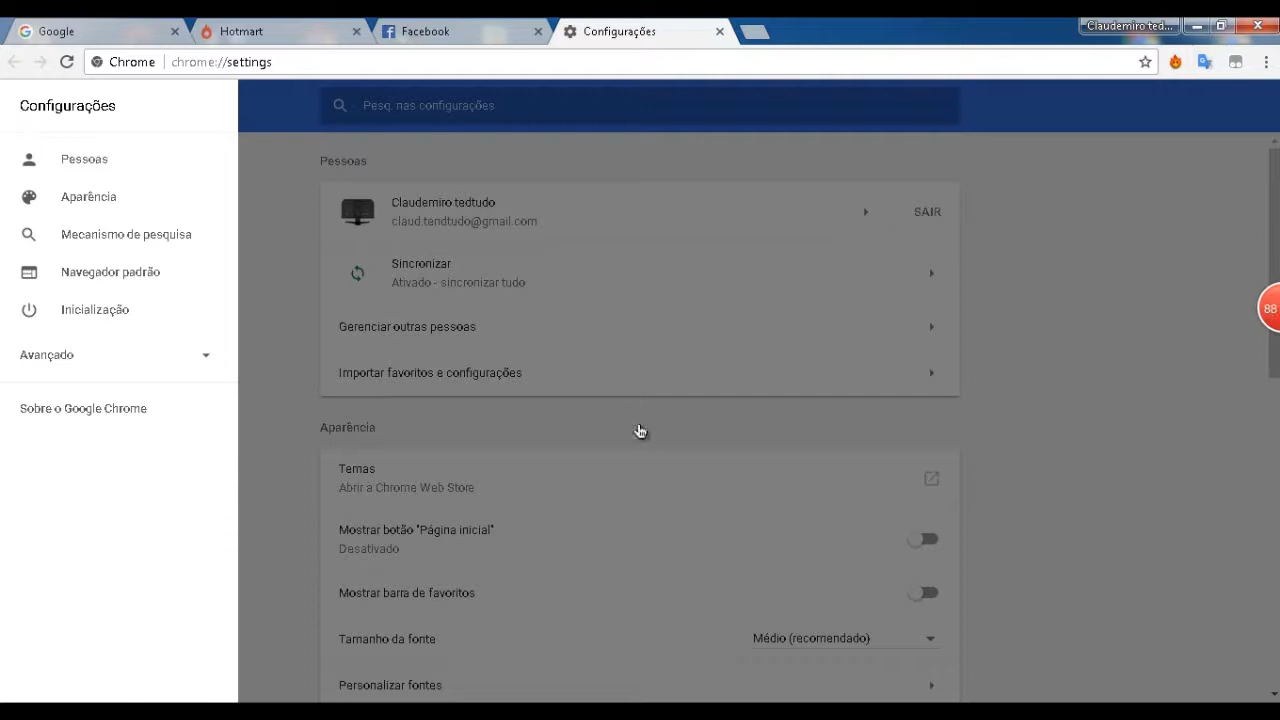 Google
Hotmart
Facebook
Configurações
Claudemiro ted...
Chrome
chrome://settings
Configurações
Pesq. nas configurações
Pessoas
Aparência
Mecanismo de pesquisa
Navegador padrão
Inicialização
Avançado
Sobre o Google Chrome
Pessoas
Claudemiro tedtudo
claud.tendtudo@gmail.com
SAIR
Sincronizar
Ativado - sincronizar tudo
Gerenciar outras pessoas
Importar favoritos e configurações
Aparência
Temas
Abrir a Chrome Web Store
Mostrar botão "Página inicial"
Desativado
Mostrar barra de favoritos
Tamanho da fonte
Médio (recomendado)
Personalizar fontes
88